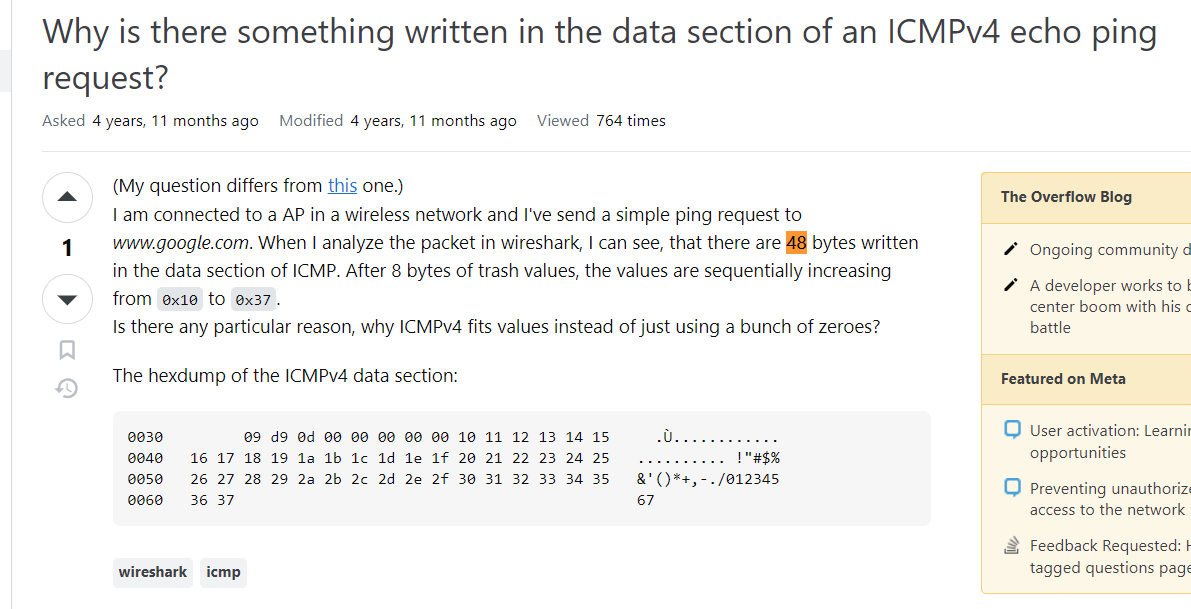 Why is there something written in the data section of an ICMPv4 echo ping
request?
Asked 4 years, 11 months ago Modified 4 years, 11 months ago Viewed 764 times
1
(My question differs from this one.)
I am connected to a AP in a wireless network and I've send a simple ping request to
www.google.com. When I analyze the packet in wireshark, I can see, that there are 48 bytes written
in the data section of ICMP. After 8 bytes of trash values, the values are sequentially increasing
from 0x10 to 0x37.
Is there any particular reason, why ICMPv4 fits values instead of just using a bunch of zeroes?
The hexdump of the ICMPv4 data section:
0030 09 d9 0d 00 00 00 00 00 10 11 12 13 14 15 .Ù............
0040 16 17 18 19 1a 1b 1c 1d 1e 1f 20 21 22 23 24 25 .......... !"#$%
0050 26 27 28 29 2a 2b 2c 2d 2e 2f 30 31 32 33 34 35 &'()*+,-./012345
0060 36 37 67
wireshark icmp
The Overflow Blog
Ongoing community d
A developer works to b
center boom with his c
battle
Featured on Meta
User activation: Learnin
opportunities
Preventing unauthorize
access to the network
Feedback Requested: H
tagged questions page